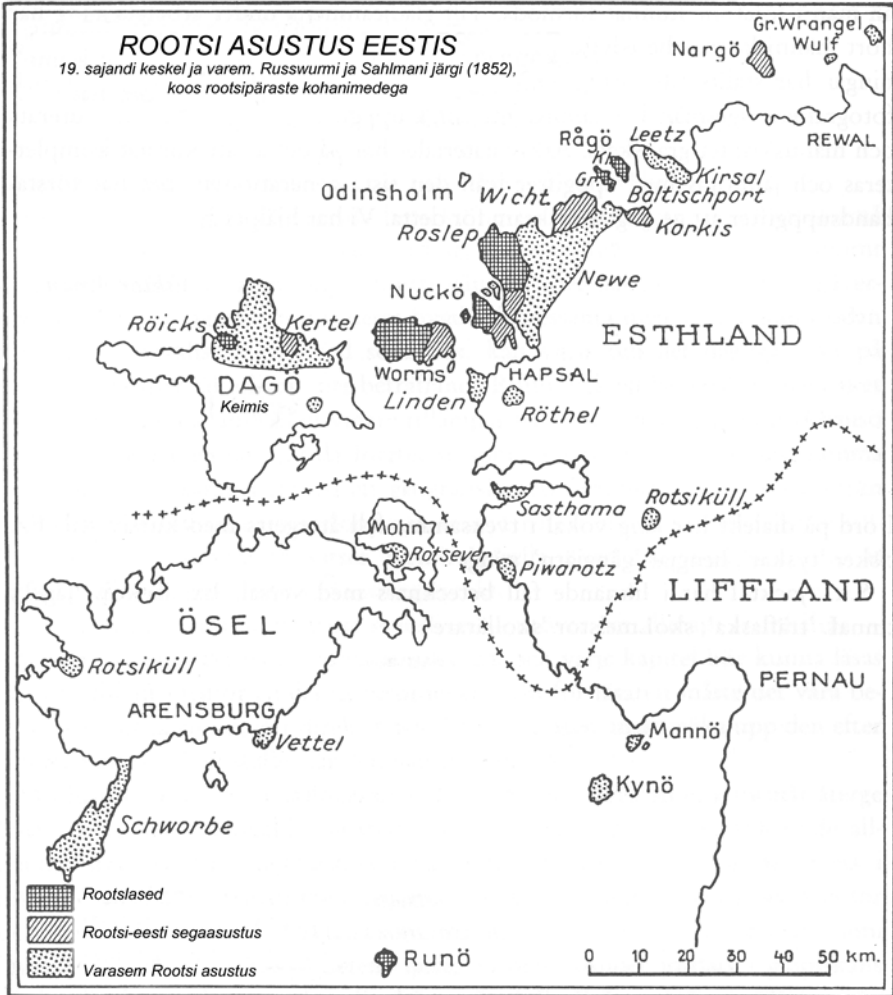 ROOTSI ASUSTUS EESTIS
19. sajandi keskel ja varem. Russwurmi ja Sahlmani järgi (1852),
koos rootsipäraste kohanimedega
Gr. Wrangel
Wulf
Nargö
REWAL
Leetz
Rågö
Kl.
Gr.
Kirsal
Baltischport
Odinsholm
Wicht
Korkis
Roslep
Newe
Nuckö
ESTHLAND
Röicks
Kertel
Worms
HAPSAL
DAGÖ
Keimis
Linden
Röthel
Sasthama
Rotsiküll
Mohn
Rotsever
Piworotz
LIFFLAND
ÖSEL
Rotsiküll
PERNAU
ARENSBURG
Vettel
Mannö
Kynö
Schworbe
Rootslased
Rootsi-eesti segaasustus
Varasem Rootsi asustus
Runö
0 10 20 30 40 50 km.